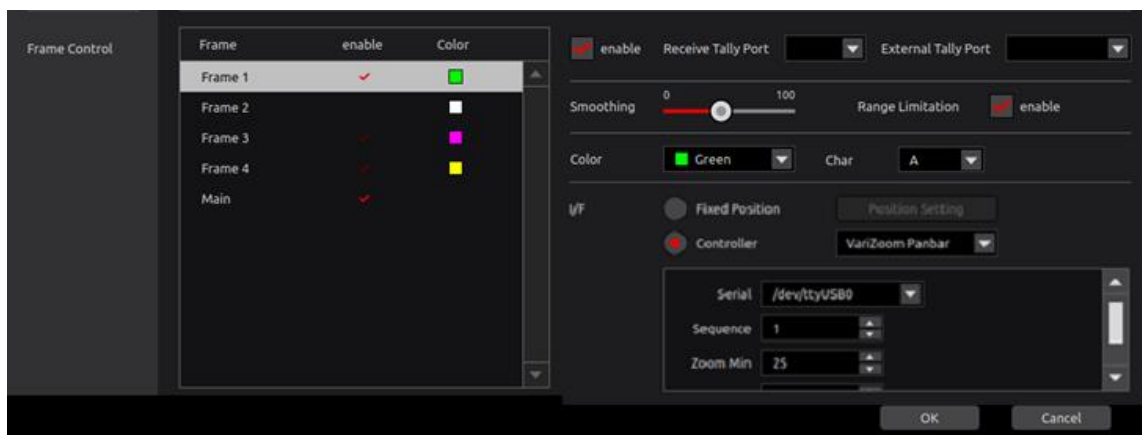 Frame Control
Frame enable Color
Frame 1
Frame 2
Frame 3
Frame 4
Main
enable Receive Tally Port External Tally Port
Smoothing 0 100 Range Limitation enable
Color Green Char A
I/F Fixed Position Position Setting
Controller VariZoom Panbar
Serial /dev/ttyUSB0
Sequence 1
Zoom Min 25
OK Cancel